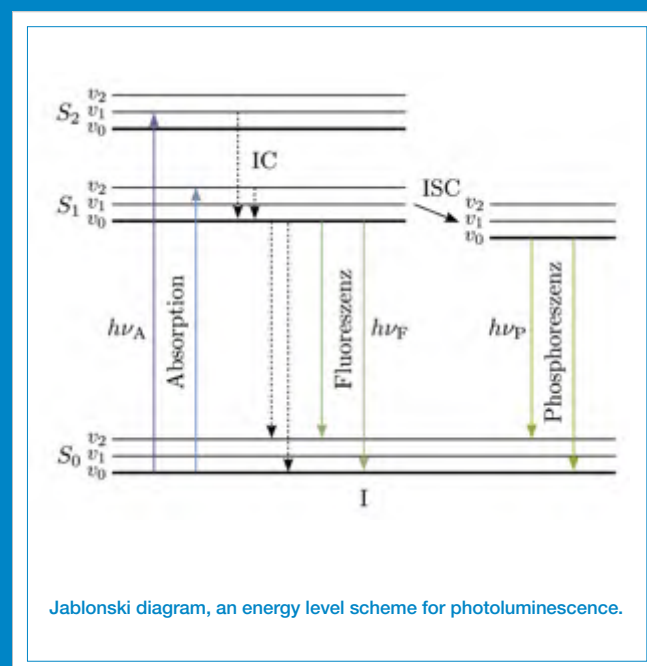 v₂
S₂ v₁
v₀
IC
v₂
S₁ v₁
v₀
ISC
v₂
v₁
v₀
hνA
Absorption
Fluoreszenz
hνF
hνP
Phosphoreszenz
v₂
S₀ v₁
v₀
I
Jablonski diagram, an energy level scheme for photoluminescence.